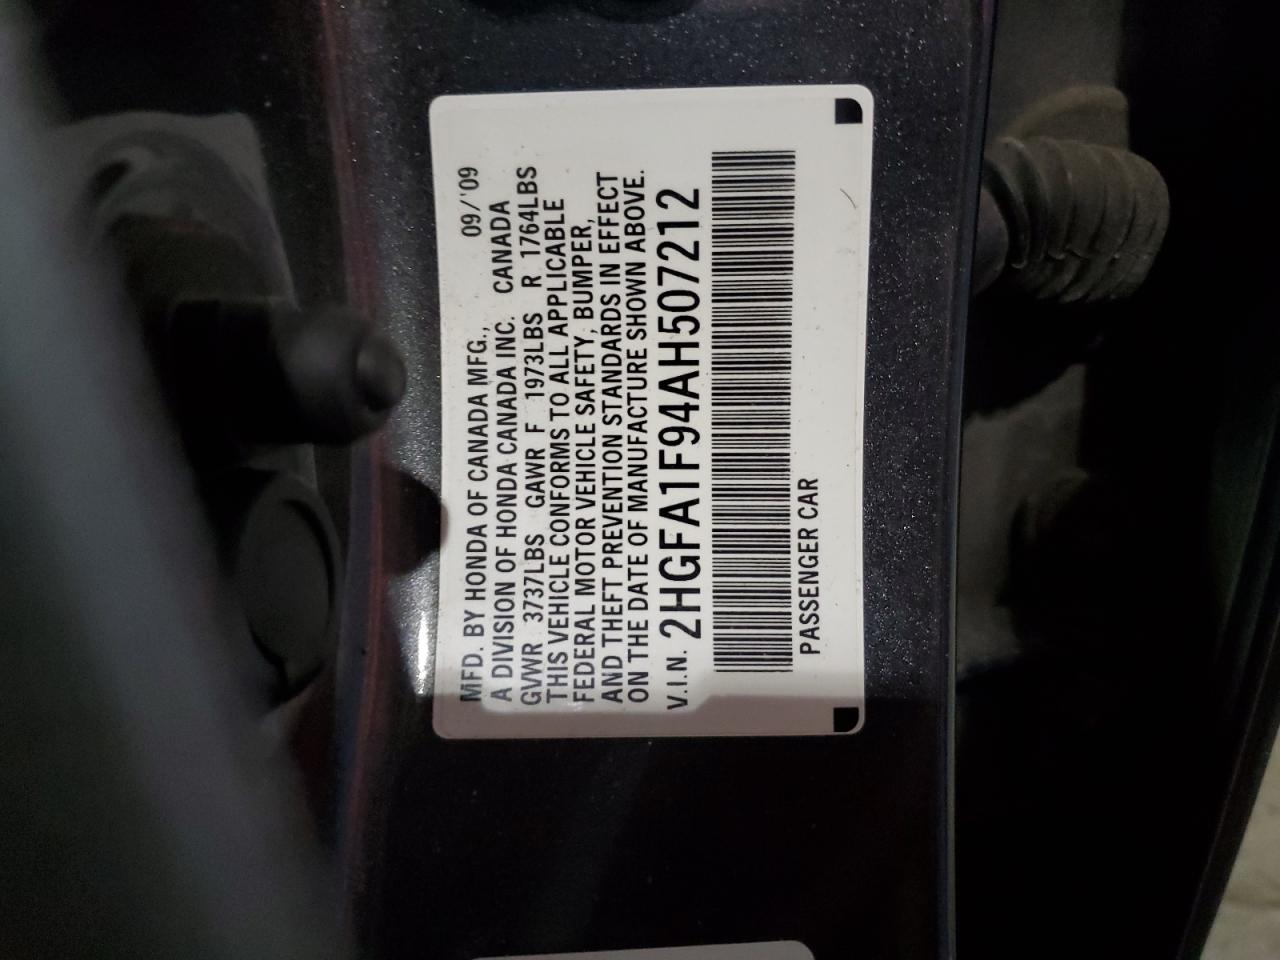 MFD. BY HONDA OF CANADA MFG., 09/'09
A DIVISION OF HONDA CANADA INC. CANADA
GVWR 3737LBS GAWR F 1973LBS R 1764LBS
THIS VEHICLE CONFORMS TO ALL APPLICABLE
FEDERAL MOTOR VEHICLE SAFETY, BUMPER,
AND THEFT PREVENTION STANDARDS IN EFFECT
ON THE DATE OF MANUFACTURE SHOWN ABOVE.
V.I.N. 2HGFA1F94AH507212
PASSENGER CAR